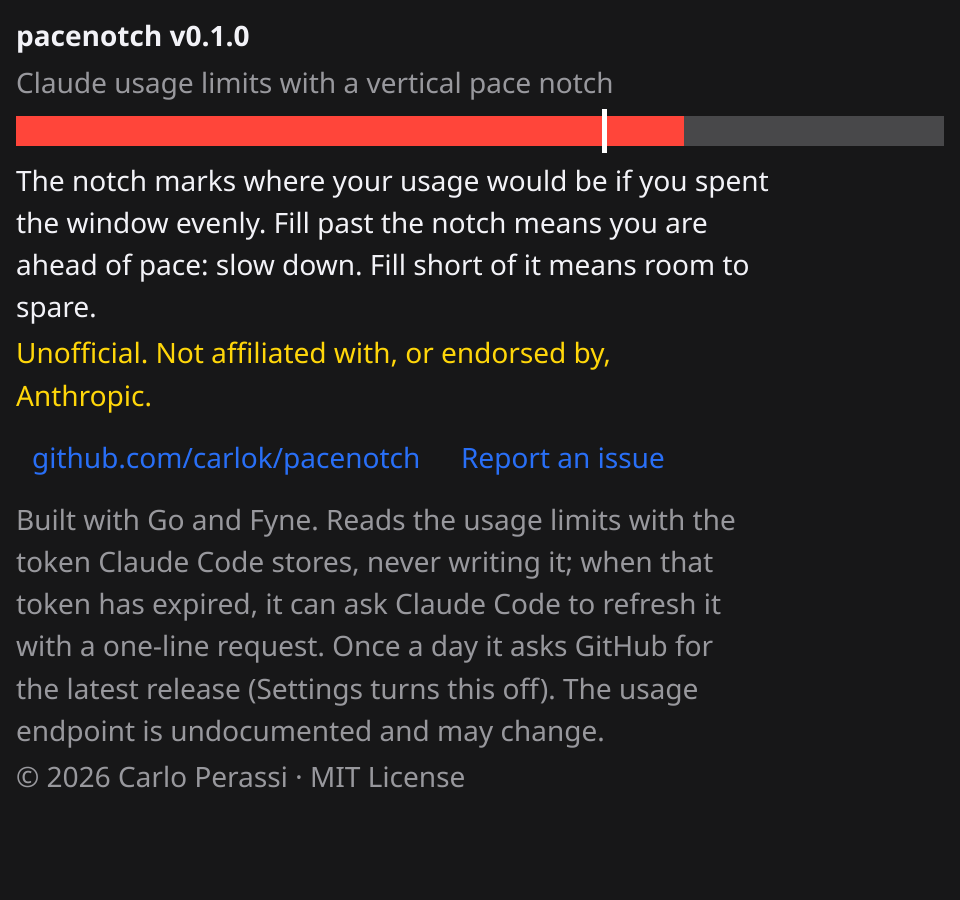 pacenotch v0.1.0
Claude usage limits with a vertical pace notch
The notch marks where your usage would be if you spent
the window evenly. Fill past the notch means you are
ahead of pace: slow down. Fill short of it means room to
spare.
Unofficial. Not affiliated with, or endorsed by,
Anthropic.
github.com/carlok/pacenotch Report an issue
Built with Go and Fyne. Reads the usage limits with the
token Claude Code stores, never writing it; when that
token has expired, it can ask Claude Code to refresh it
with a one-line request. Once a day it asks GitHub for
the latest release (Settings turns this off). The usage
endpoint is undocumented and may change.
© 2026 Carlo Perassi · MIT License